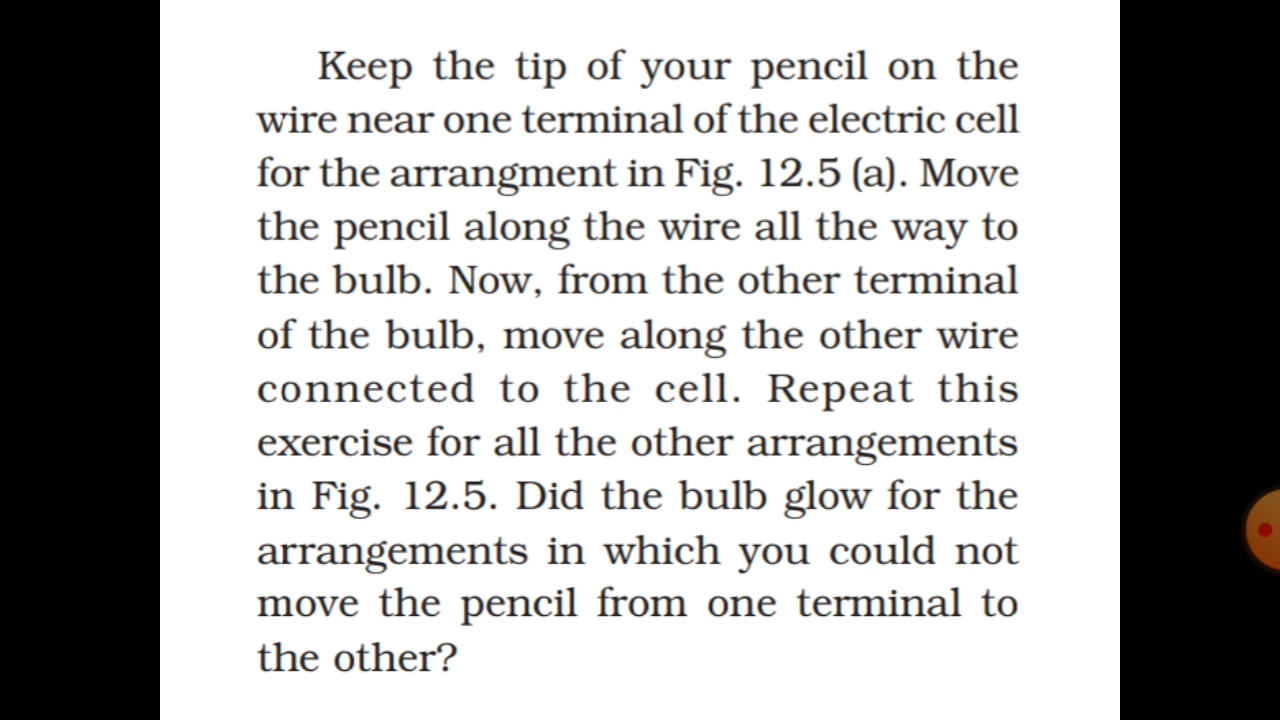 Keep the tip of your pencil on the
wire near one terminal of the electric cell
for the arrangment in Fig. 12.5 (a). Move
the pencil along the wire all the way to
the bulb. Now, from the other terminal
of the bulb, move along the other wire
connected to the cell. Repeat this
exercise for all the other arrangements
in Fig. 12.5. Did the bulb glow for the
arrangements in which you could not
move the pencil from one terminal to
the other?